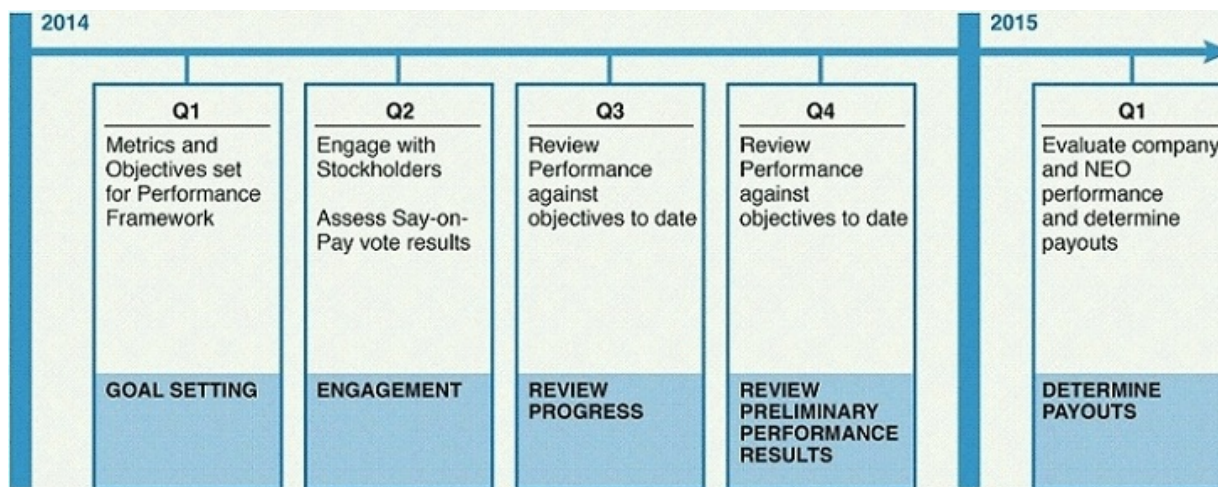 2014
2015
Q1
Metrics and
Objectives set
for Performance
Framework
GOAL SETTING
Q2
Engage with
Stockholders
Assess Say-on-
Pay vote results
ENGAGEMENT
Q3
Review
Performance
against
objectives to date
REVIEW
PROGRESS
Q4
Review
Performance
against
objectives to date
REVIEW
PRELIMINARY
PERFORMANCE
RESULTS
Q1
Evaluate company
and NEO
performance
and determine
payouts
DETERMINE
PAYOUTS